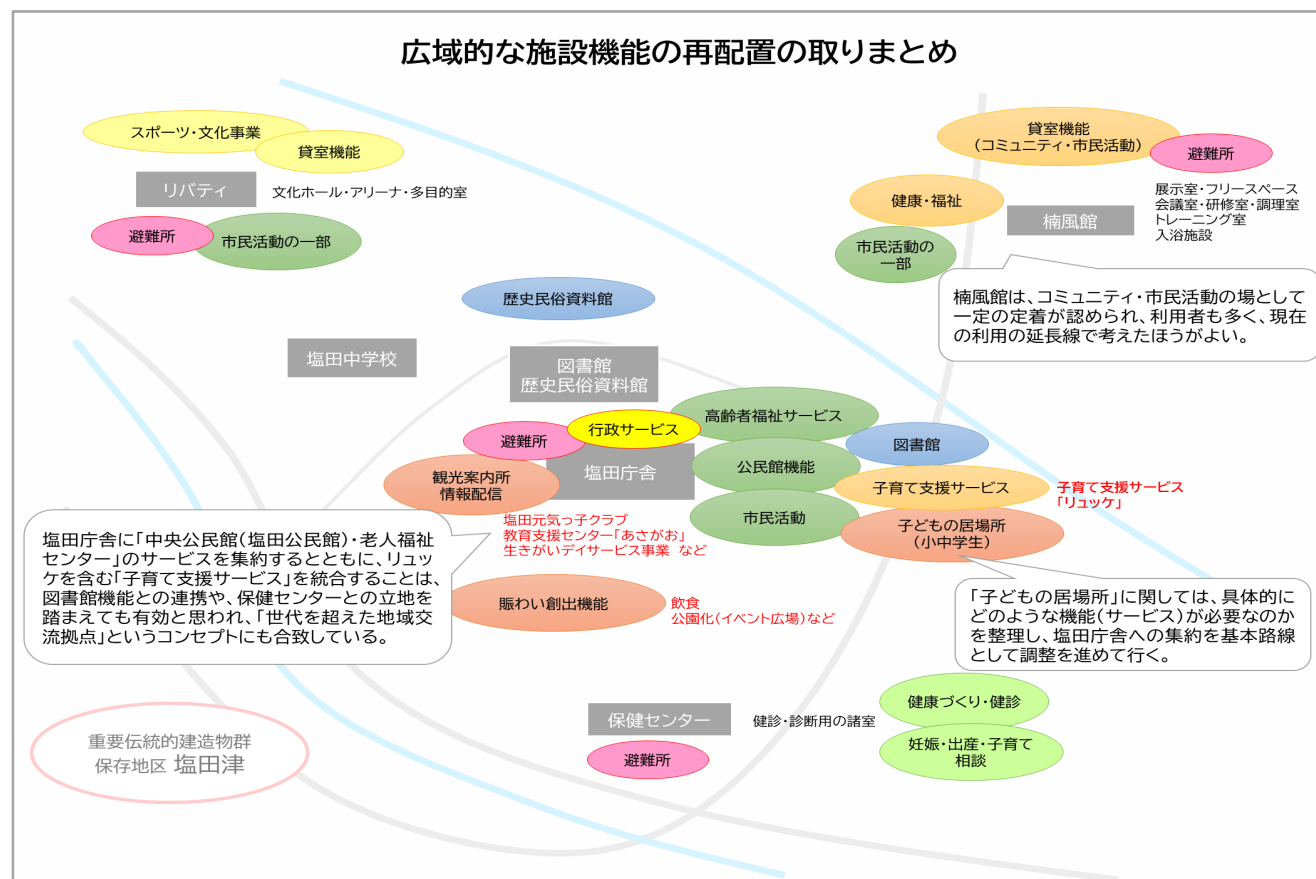 広域的な施設機能の再配置の取りまとめ
スポーツ・文化事業
貸室機能
リバティ
文化ホール・アリーナ・多目的室
避難所
市民活動の一部
貸室機能
(コミュニティ・市民活動)
避難所
健康・福祉
楠風館
展示室・フリースペース
会議室・研修室・調理室
トレーニング室
入浴施設
市民活動の
一部
楠風館は、コミュニティ・市民活動の場として
一定の定着が認められ、利用者も多く、現在
の利用の延長線で考えたほうがよい。
歴史民俗資料館
塩田中学校
図書館
歴史民俗資料館
高齢者福祉サービス
行政サービス
避難所
図書館
塩田庁舎
公民館機能
観光案内所
情報配信
子育て支援サービス
子育て支援サービス
「リュッケ」
市民活動
子どもの居場所
(小中学生)
塩田元気っ子クラブ
教育支援センター「あさがお」
生きがいデイサービス事業 など
塩田庁舎に「中央公民館(塩田公民館)・老人福祉
センター」のサービスを集約するとともに、リュッ
ケを含む「子育て支援サービス」を統合することは、
図書館機能との連携や、保健センターとの立地を
踏まえても有効と思われ、「世代を超えた地域交
流拠点」というコンセプトにも合致している。
賑わい創出機能
飲食
公園化(イベント広場)など
「子どもの居場所」に関しては、具体的に
どのような機能(サービス)が必要なのか
を整理し、塩田庁舎への集約を基本路線
として調整を進めて行く。
保健センター
健診・診断用の諸室
避難所
健康づくり・健診
妊娠・出産・子育て
相談
重要伝統的建造物群
保存地区 塩田津